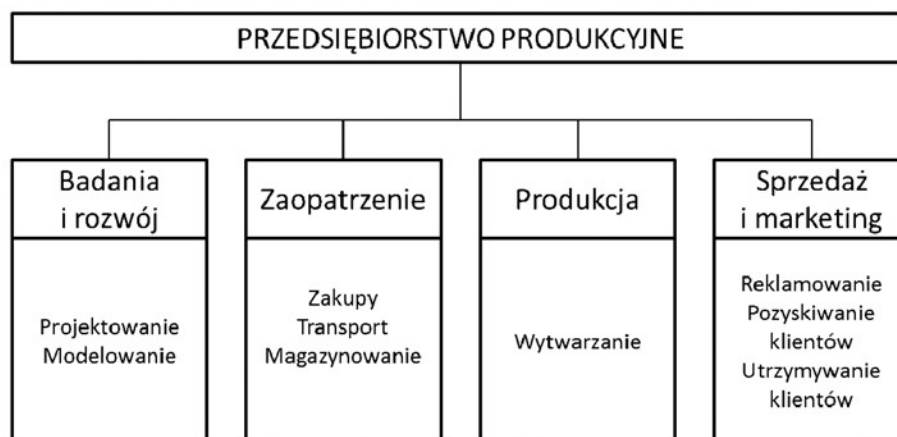 PRZEDSIĘBIORSTWO PRODUKCYJNE
Badania
i rozwój
Projektowanie
Modelowanie
Zaopatrzenie
Zakupy
Transport
Magazynowanie
Produkcja
Wytwarzanie
Sprzedaż
i marketing
Reklamowanie
Pozyskiwanie
klientów
Utrzymywanie
klientów